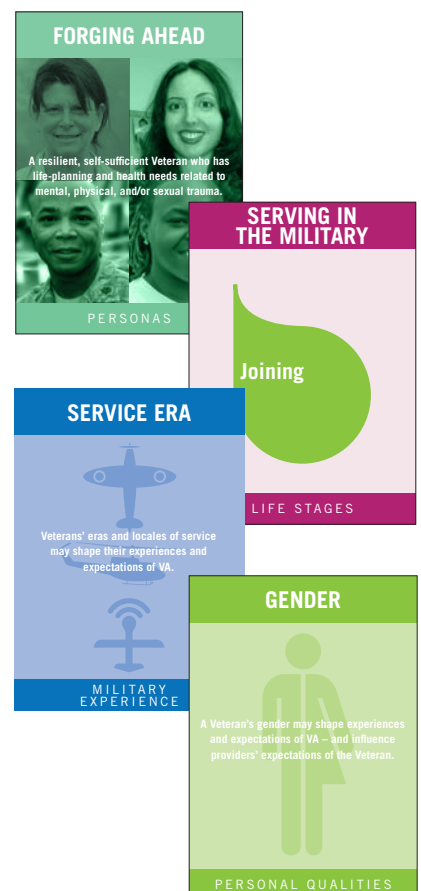 FORGING AHEAD
A resilient, self-sufficient Veteran who has
life-planning and health needs related to
mental, physical, and/or sexual trauma.
PERSONAS
SERVING IN
THE MILITARY
Joining
LIFE STAGES
SERVICE ERA
Veterans' eras and locales of service
may shape their experiences and
expectations of VA.
MILITARY
EXPERIENCE
GENDER
A Veteran's gender may shape experiences
and expectations of VA – and influence
providers' expectations of the Veteran.
PERSONAL QUALITIES